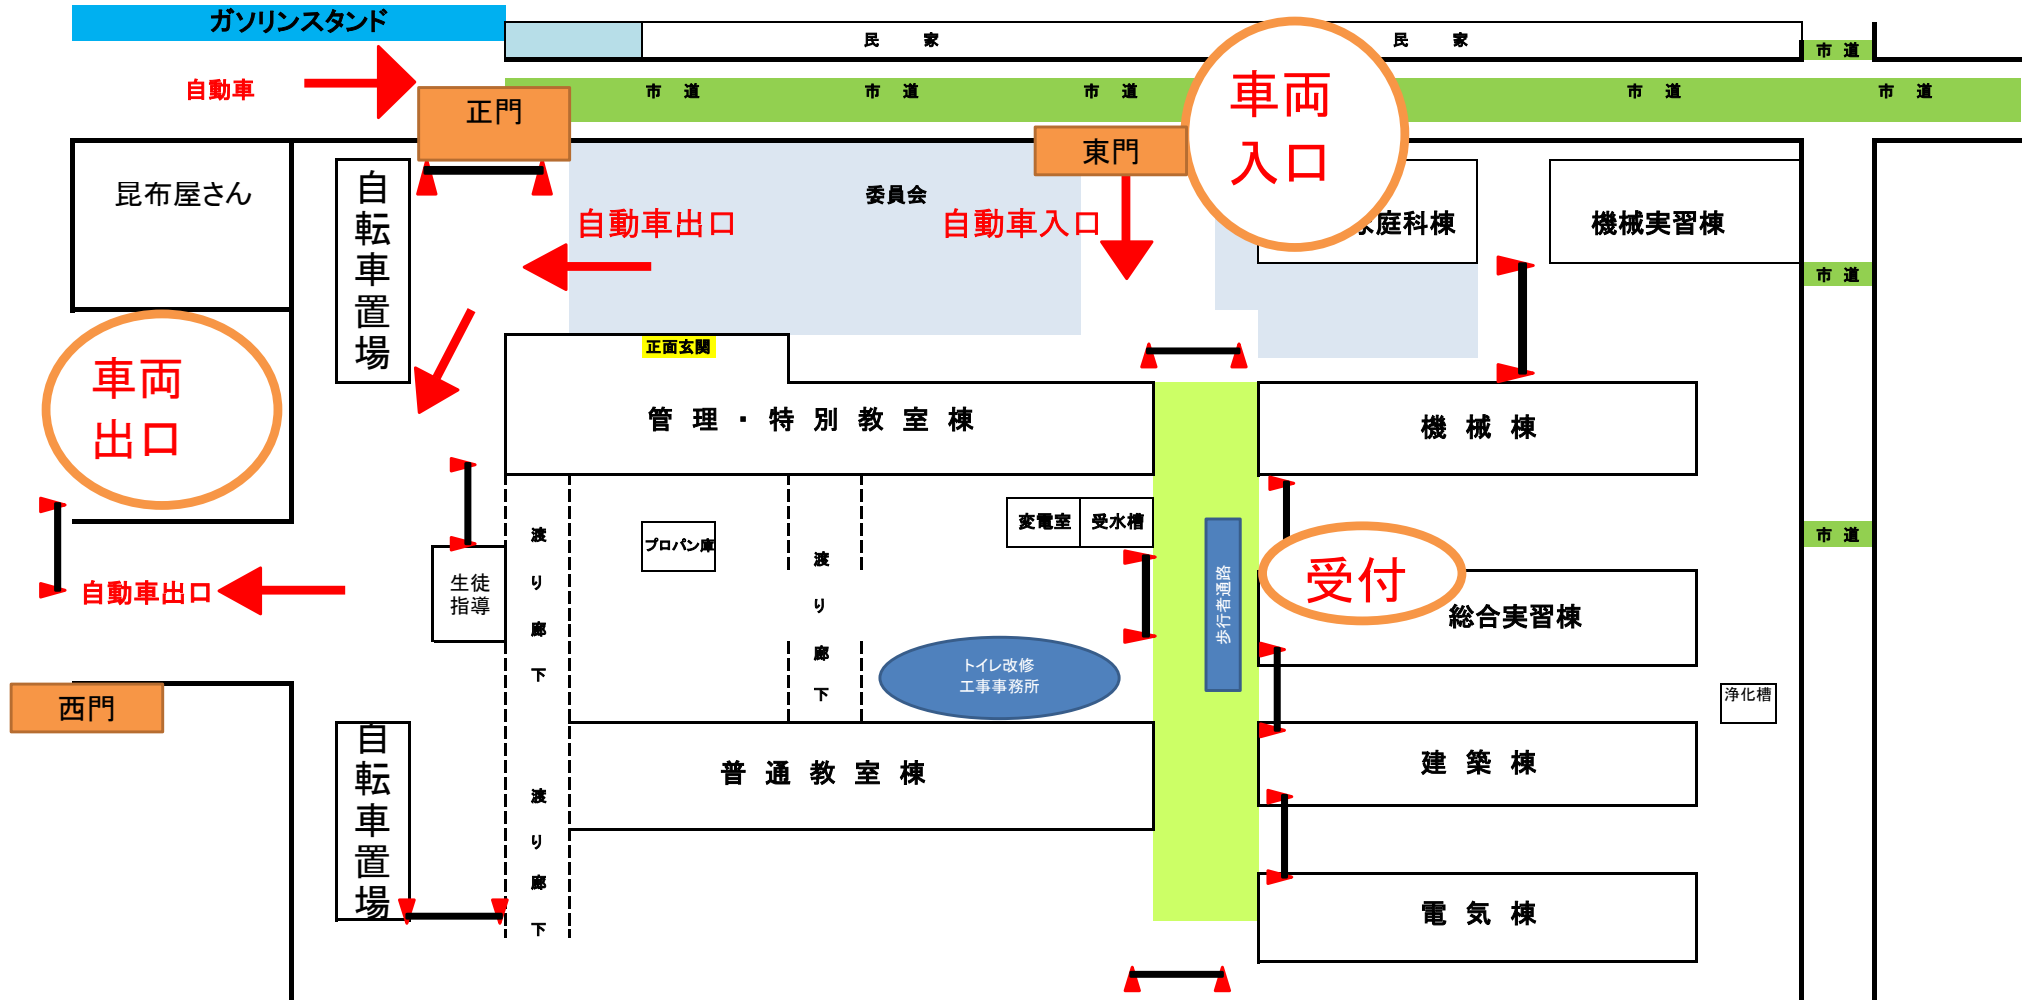 ガソリンスタンド
民 家
民 家
市 道
自動車
市 道
市 道
市 道
市 道
市 道
正門
車両
入口
東門
昆布屋さん
自転車置場
委員会
自動車出口
自動車入口
庭科棟
機械実習棟
市 道
正面玄関
車両
出口
管 理 ・ 特 別 教 室 棟
機 械 棟
変電室
受水槽
渡り廊下
プロパン庫
渡り廊下
市 道
生徒
指導
自動車出口
歩行者通路
受付
総合実習棟
トイレ改修
工事事務所
西門
浄化槽
自転車置場
普 通 教 室 棟
建 築 棟
渡り廊下
電 気 棟